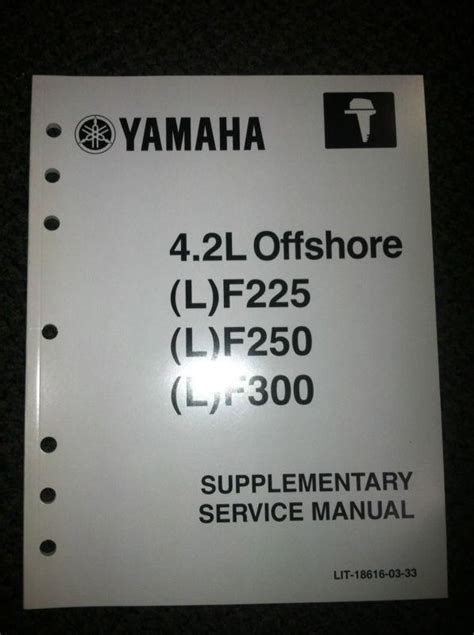 YAMAHA
4.2L Offshore
(L)F225
(L)F250
(L)F300
SUPPLEMENTARY
SERVICE MANUAL
LIT-18616-03-33